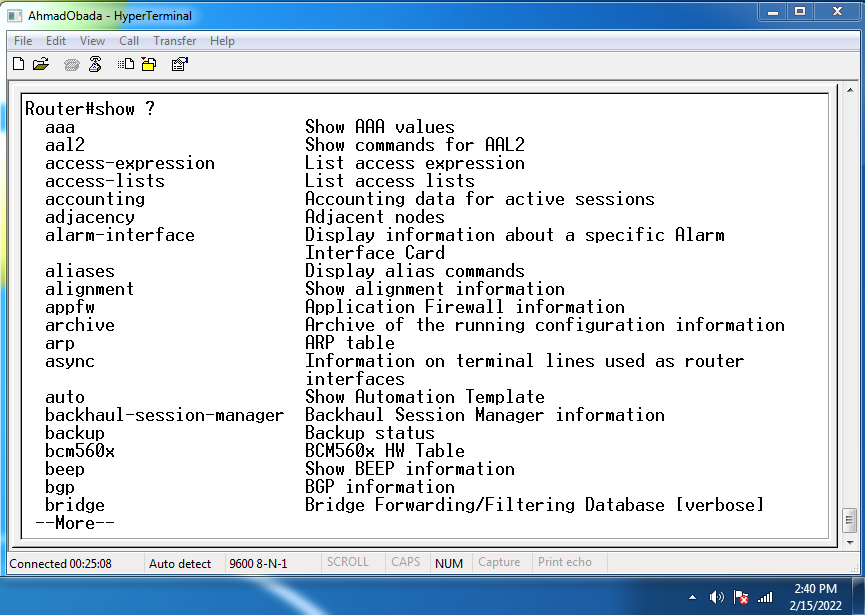 AhmadObada - HyperTerminal
File Edit View Call Transfer Help
Router#show ?
aaa Show AAA values
aal2 Show commands for AAL2
access-expression List access expression
access-lists List access lists
accounting Accounting data for active sessions
adjacency Adjacent nodes
alarm-interface Display information about a specific Alarm
Interface Card
aliases Display alias commands
alignment Show alignment information
appfw Application Firewall information
archive Archive of the running configuration information
arp ARP table
async Information on terminal lines used as router
interfaces
auto Show Automation Template
backhaul-session-manager Backhaul Session Manager information
backup Backup status
bcm560x BCM560x HW Table
beep Show BEEP information
bgp BGP information
bridge Bridge Forwarding/Filtering Database [verbose]
--More--
Connected 00:25:08 Auto detect 9600 8-N-1 SCROLL CAPS NUM Capture Print echo
2:40 PM
2/15/2022